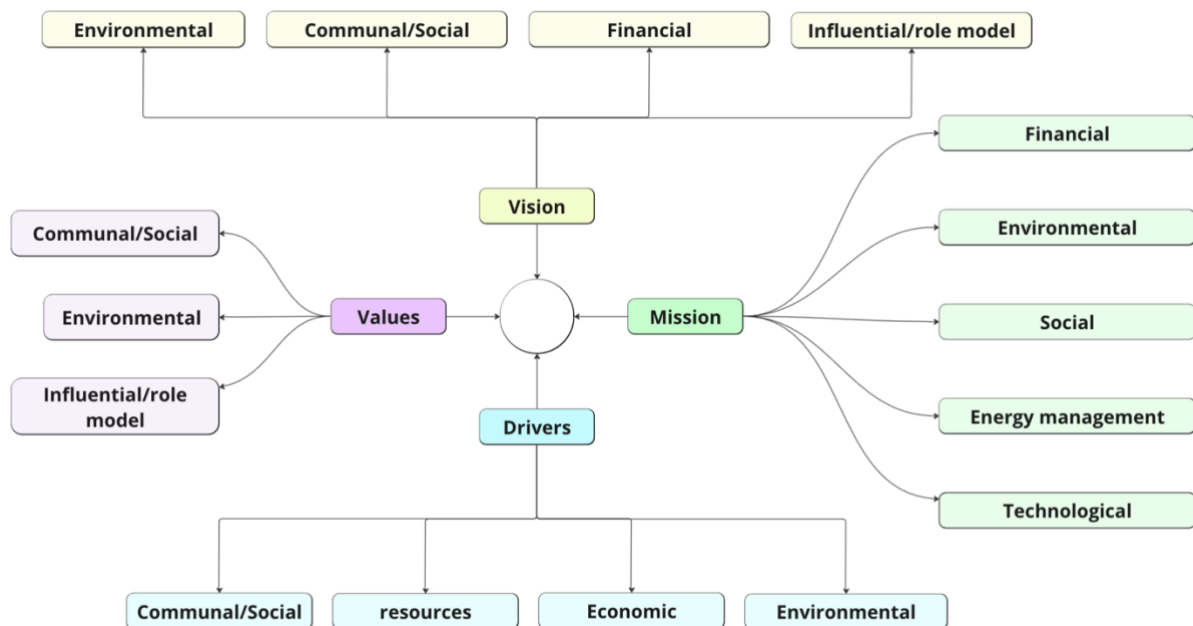 Environmental
Communal/Social
Financial
Influential/role model
Vision
Communal/Social
Environmental
Influential/role
model
Values
Mission
Financial
Environmental
Social
Energy management
Technological
Drivers
Communal/Social
resources
Economic
Environmental